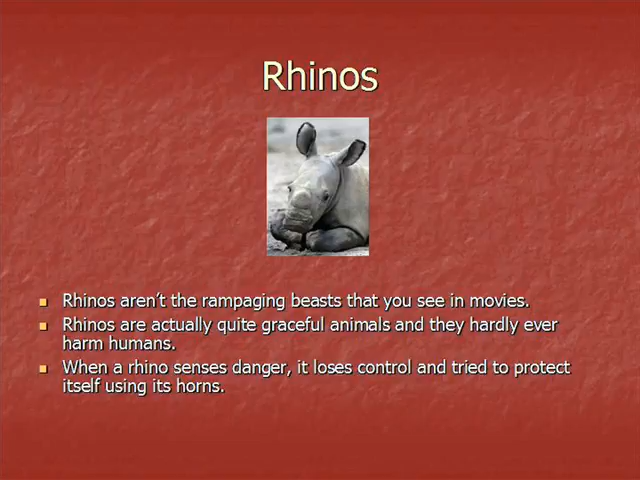 Rhinos
Rhinos aren't the rampaging beasts that you see in movies.
Rhinos are actually quite graceful animals and they hardly ever
harm humans.
When a rhino senses danger, it loses control and tried to protect
itself using its horns.